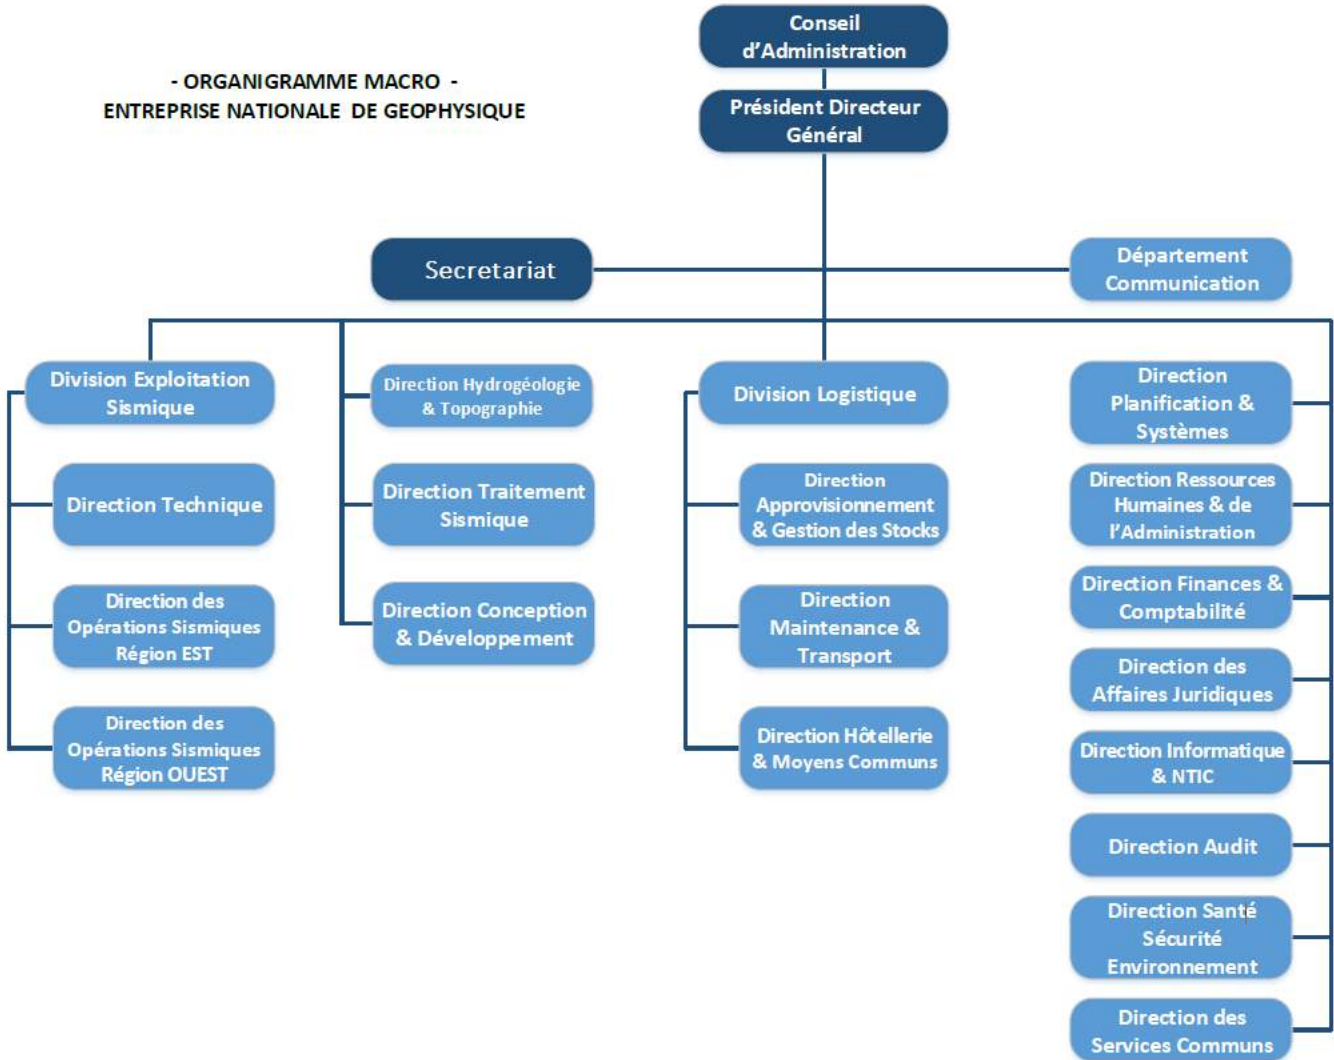 Conseil
d'Administration
- ORGANIGRAMME MACRO -
ENTREPRISE NATIONALE DE GEOPHYSIQUE
Président Directeur
Général
Secretariat
Département
Communication
Division Exploitation
Sismique
Direction Technique
Direction des
Opérations Sismiques
Région EST
Direction des
Opérations Sismiques
Région OUEST
Direction Hydrogéologie
& Topographie
Direction Traitement
Sismique
Direction Conception
& Développement
Division Logistique
Direction
Approvisionnement
& Gestion des Stocks
Direction
Maintenance &
Transport
Direction Hôtellerie
& Moyens Communs
Direction
Planification &
Systèmes
Direction Ressources
Humaines & de
l'Administration
Direction Finances &
Comptabilité
Direction des
Affaires Juridiques
Direction Informatique
& NTIC
Direction Audit
Direction Santé
Sécurité
Environnement
Direction des
Services Communs